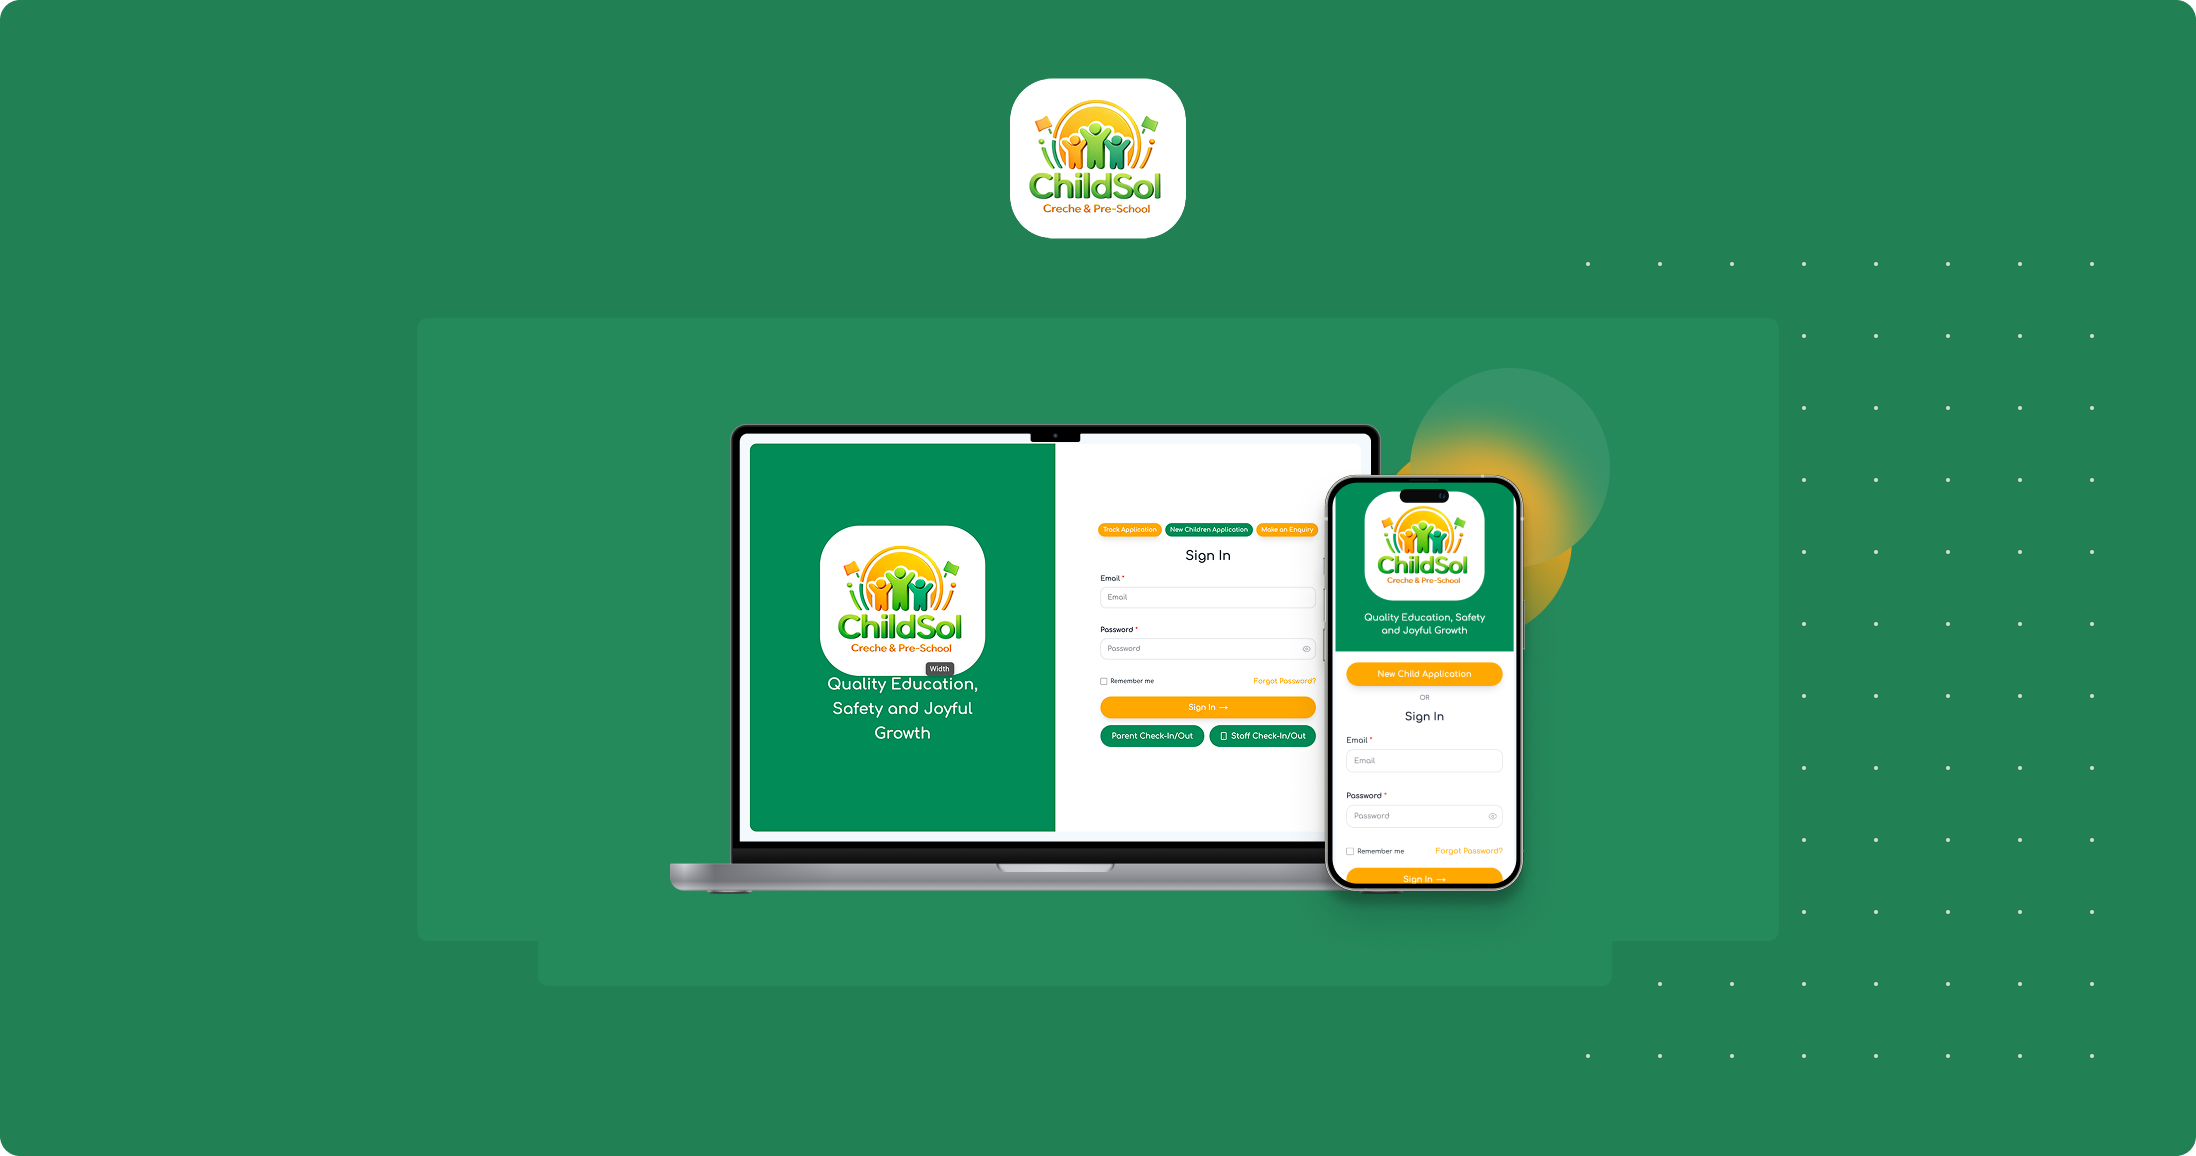 ChildSol
Creche & Pre-School
ChildSol
Creche & Pre-School
Width
Quality Education,
Safety and Joyful
Growth
Track Application
New Children Application
Make an Enquiry
Sign In
Email *
Email
Password *
Password
Remember me
Forgot Password?
Sign In →
Parent Check-In/Out
Staff Check-In/Out
ChildSol
Creche & Pre-School
Quality Education, Safety
and Joyful Growth
New Child Application
OR
Sign In
Email *
Email
Password *
Password
Remember me
Forgot Password?
Sign In →